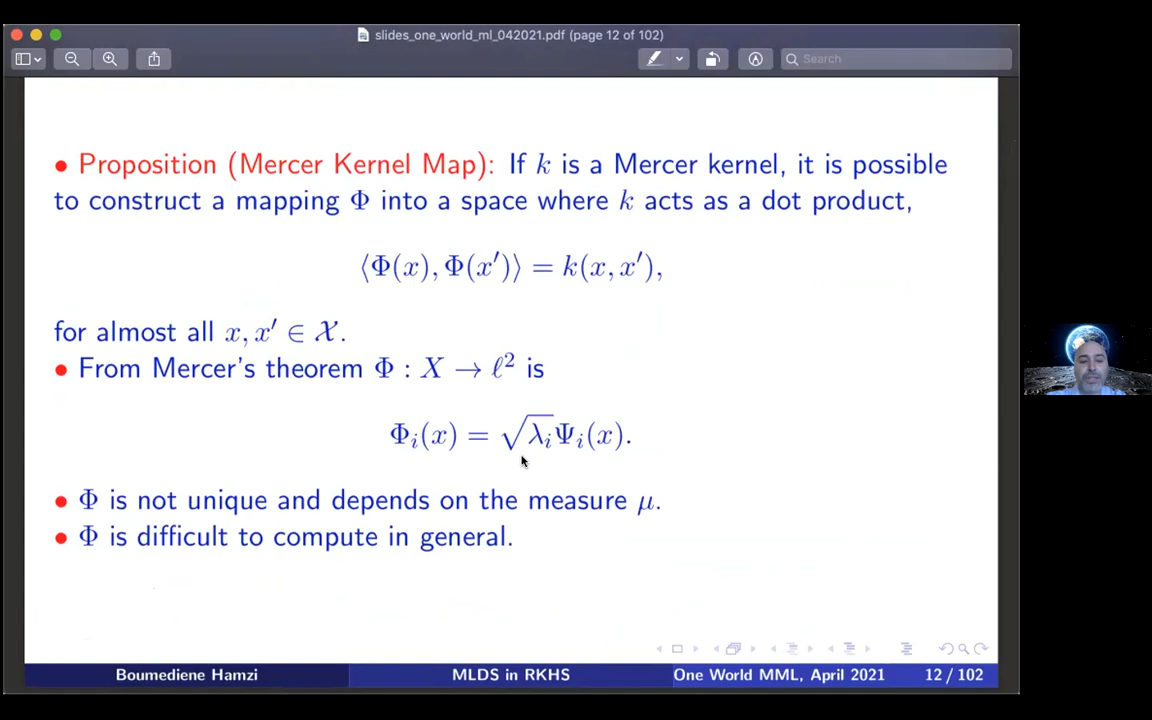 slides_one_world_ml_042021.pdf (page 12 of 102)
Search
• Proposition (Mercer Kernel Map): If k is a Mercer kernel, it is possible
to construct a mapping Φ into a space where k acts as a dot product,
⟨Φ(x), Φ(x′)⟩ = k(x, x′),
for almost all x, x′ ∈ 𝒳.
• From Mercer's theorem Φ : X → ℓ² is
Φᵢ(x) = √λᵢΨᵢ(x).
• Φ is not unique and depends on the measure μ.
• Φ is difficult to compute in general.
Boumediene Hamzi MLDS in RKHS One World MML, April 2021 12 / 102